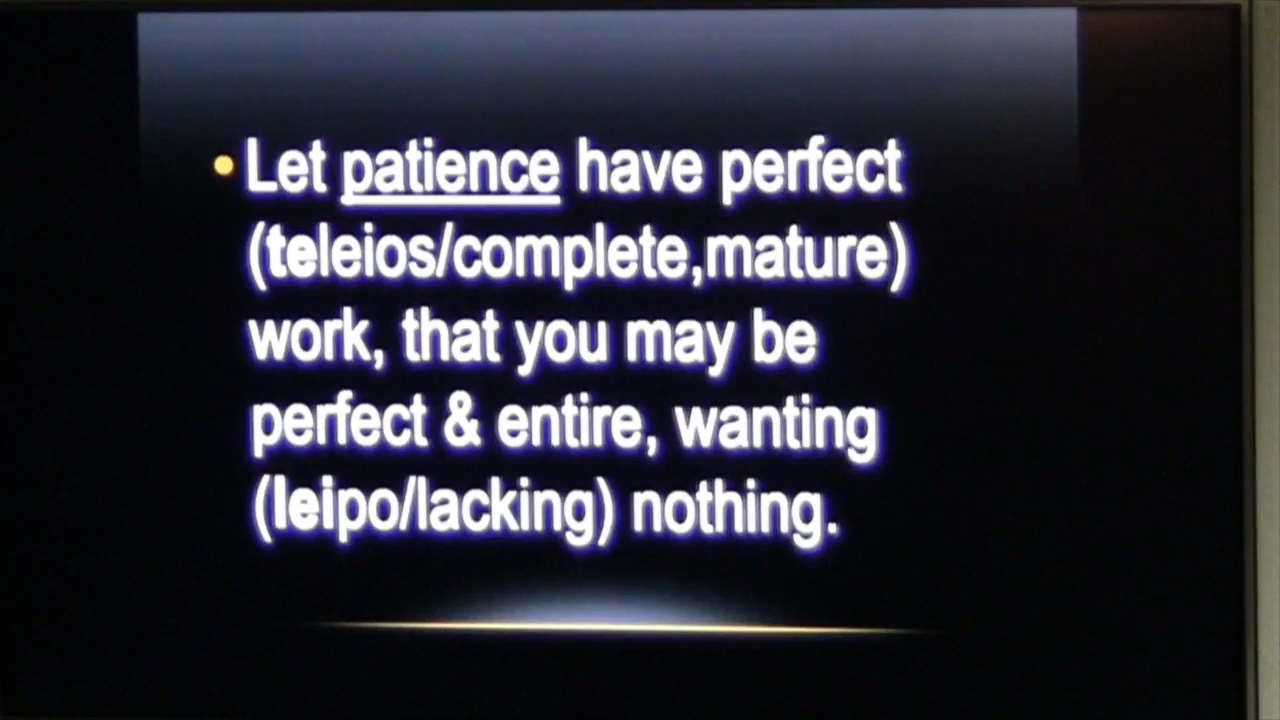 • Let patience have perfect
(teleios/complete,mature)
work, that you may be
perfect & entire, wanting
(leipo/lacking) nothing.